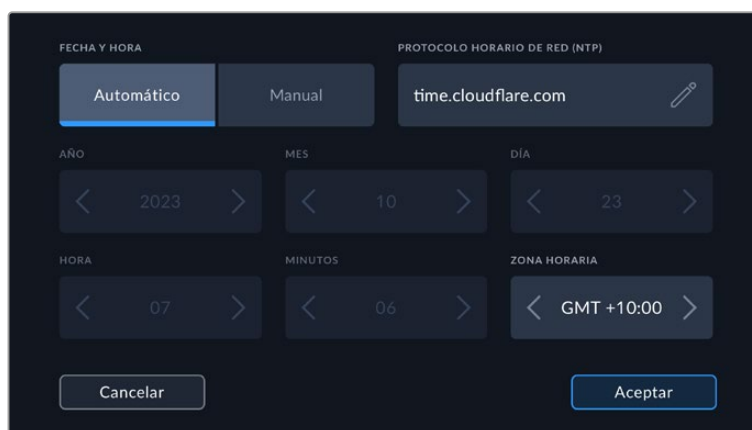 FECHA Y HORA
PROTOCOLO HORARIO DE RED (NTP)
Automático
Manual
time.cloudflare.com
AÑO
MES
DÍA
2023
10
23
HORA
MINUTOS
ZONA HORARIA
07
06
GMT +10:00
Cancelar
Aceptar